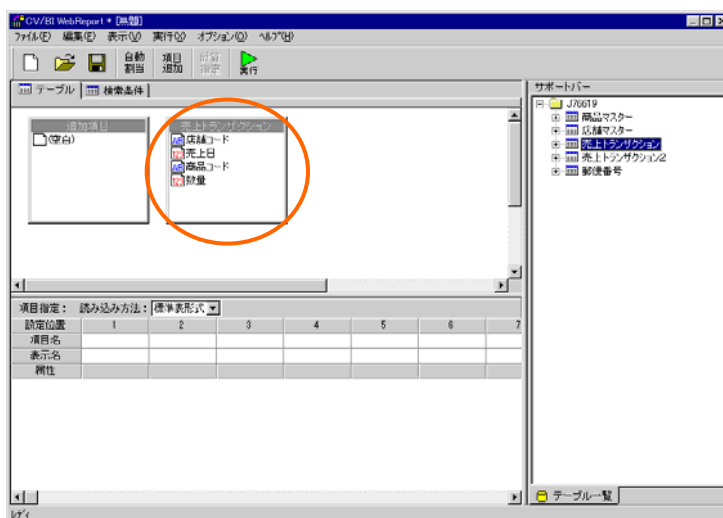 CV/BI WebReport * [無題]
ファイル(F) 編集(E) 表示(V) 実行(X) オプション(O) ヘルプ(H)
自動割当 項目追加 計算指定 実行
テーブル 検索条件
追加項目
(空白)
売上トランザクション
店舗コード
売上日
商品コード
数量
項目指定: 読み込み方法: 標準表形式
設定位置 1 2 3 4 5 6 7
項目名
表示名
属性
サポートバー
J76619
商品マスター
店舗マスター
売上トランザクション
売上トランザクション2
郵便番号
テーブル一覧
レディ